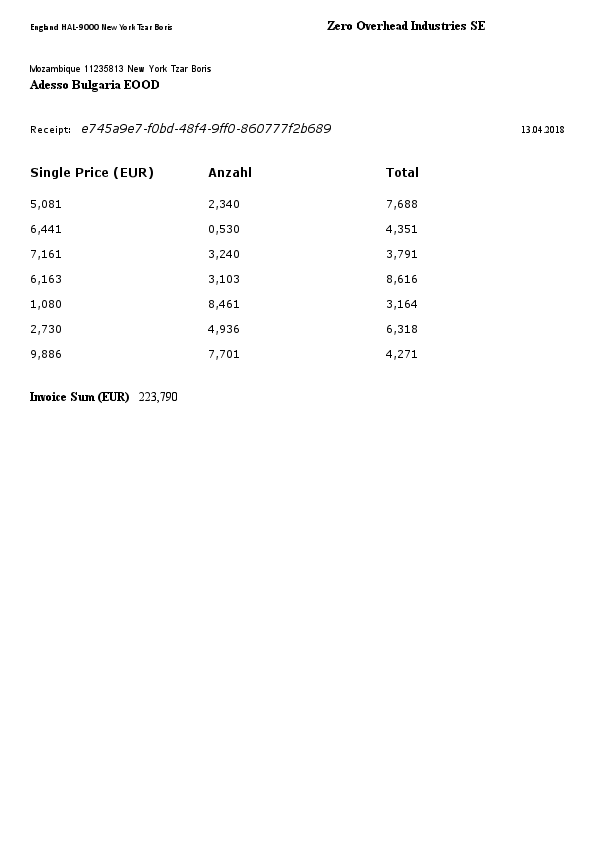 England HAL-9000 New York Tzar Boris Zero Overhead Industries SE
Mozambique 11235813 New York Tzar Boris
Adesso Bulgaria EOOD
Receipt: e745a9e7-f0bd-48f4-9ff0-860777f2b689 13.04.2018
Single Price (EUR) Anzahl Total
5,081 2,340 7,688
6,441 0,530 4,351
7,161 3,240 3,791
6,163 3,103 8,616
1,080 8,461 3,164
2,730 4,936 6,318
9,886 7,701 4,271
Invoice Sum (EUR) 223,790